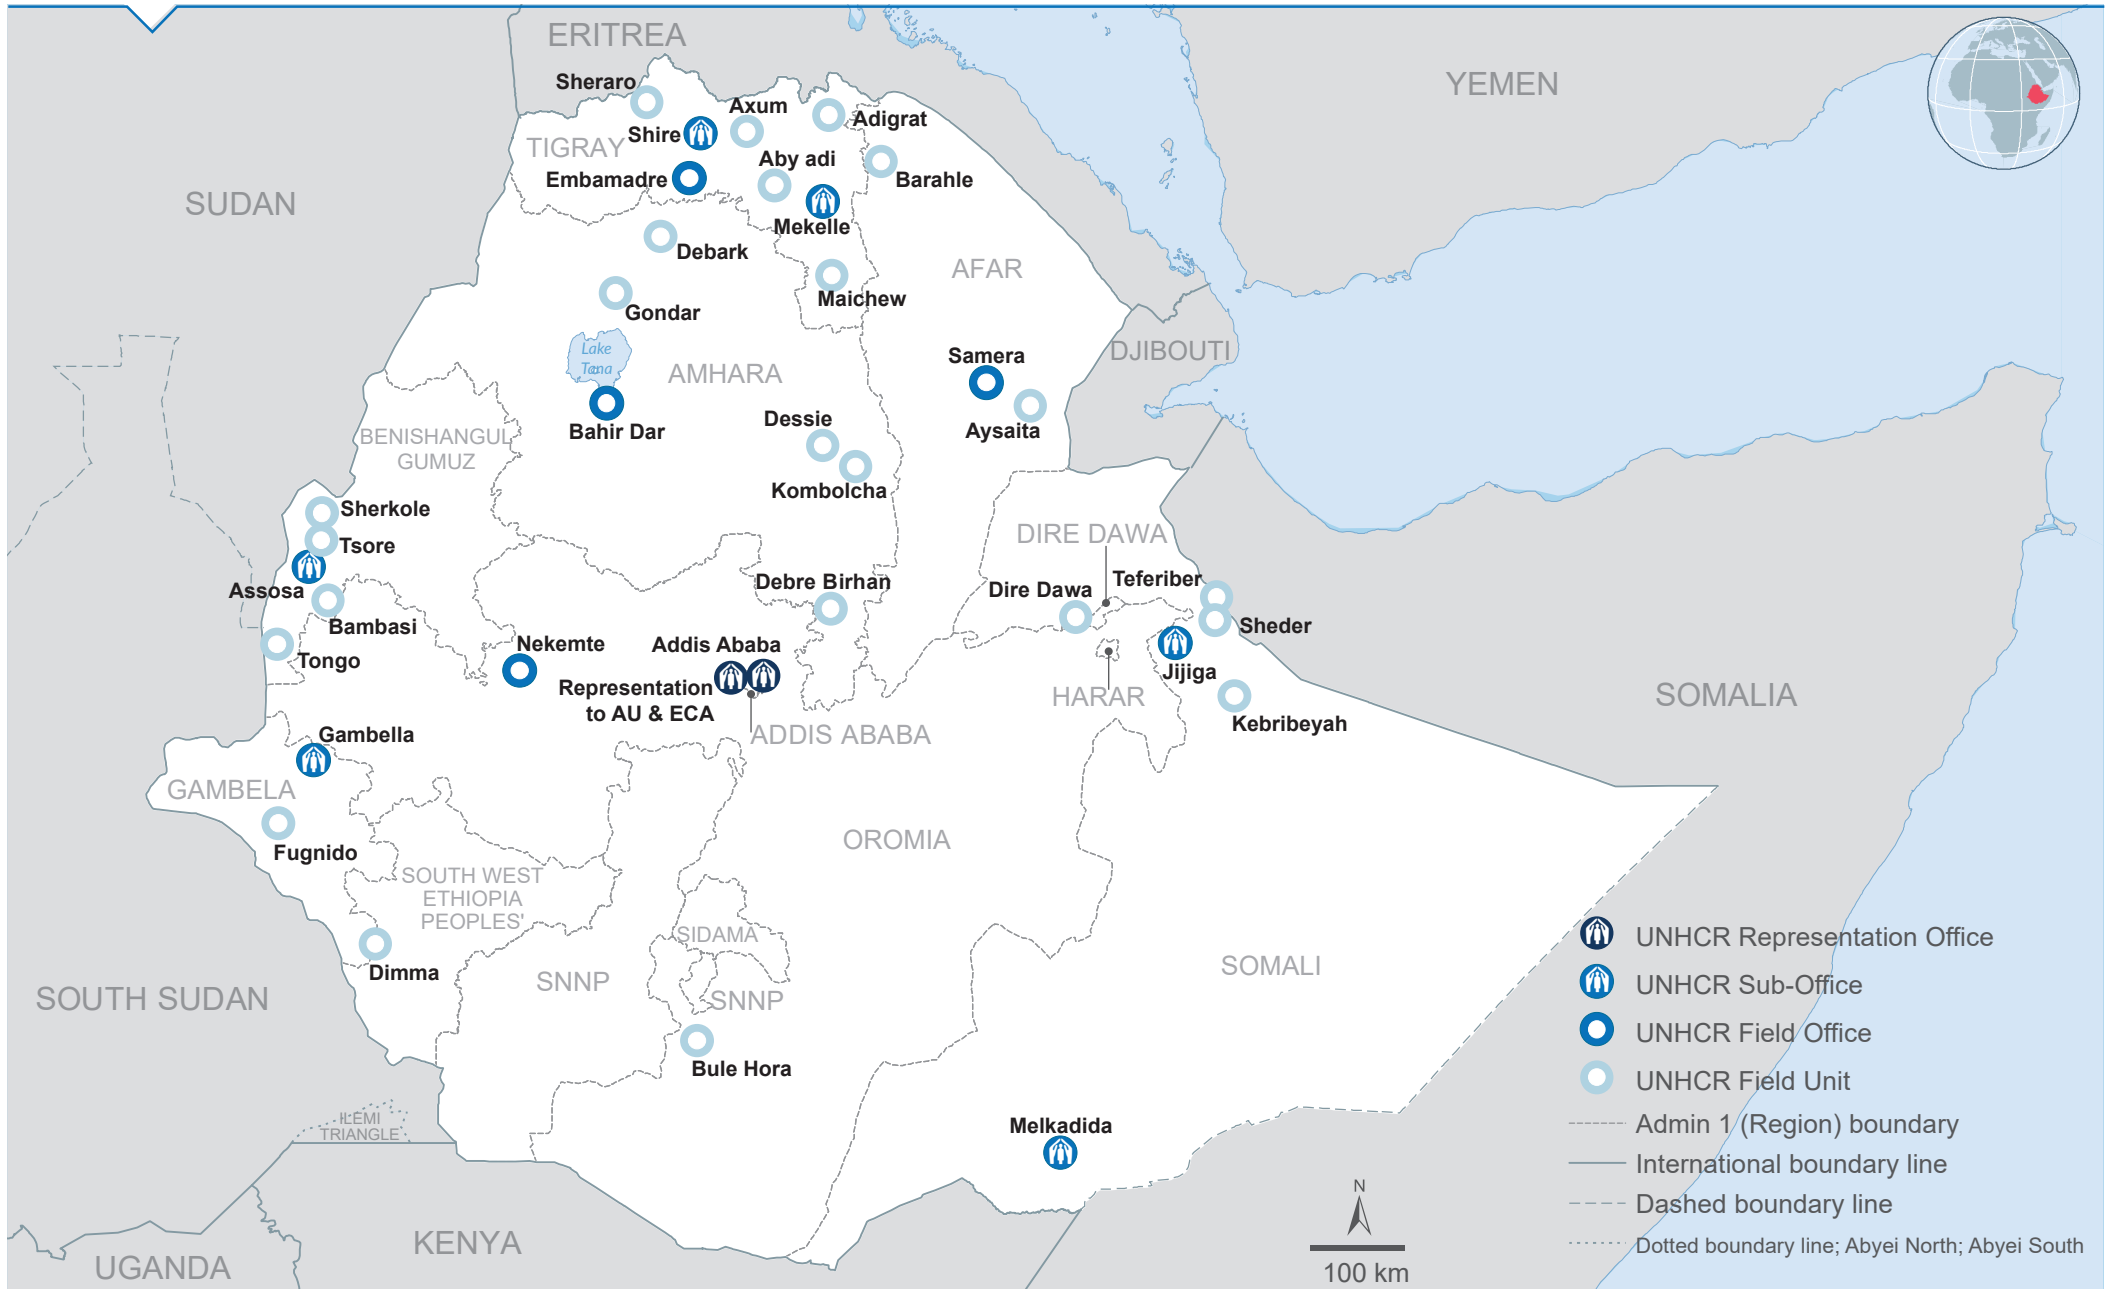 ERITREA
YEMEN
Sheraro
Axum
Adigrat
Shire
TIGRAY
Aby adi
Embamadre
Barahle
SUDAN
Mekelle
Debark
AFAR
Maichew
Gondar
Lake
Tana
DJIBOUTI
Samera
AMHARA
Dessie
Bahir Dar
Aysaita
BENISHANGUL
GUMUZ
Kombolcha
Sherkole
Tsore
DIRE DAWA
Assosa
Debre Birhan
Dire Dawa
Teferiber
Bambasi
Sheder
Nekemte
Addis Ababa
Tongo
Jijiga
Representation
to AU & ECA
HARAR
SOMALIA
Kebribeyah
Gambella
ADDIS ABABA
GAMBELA
OROMIA
Fugnido
SOUTH WEST
ETHIOPIA
PEOPLES'
SIDAMA
UNHCR Representation Office
Dimma
SOMALI
SNNP
UNHCR Sub-Office
SOUTH SUDAN
SNNP
UNHCR Field Office
Bule Hora
UNHCR Field Unit
ILEMI
TRIANGLE
Melkadida
Admin 1 (Region) boundary
International boundary line
N
Dashed boundary line
KENYA
Dotted boundary line; Abyei North; Abyei South
UGANDA
100 km